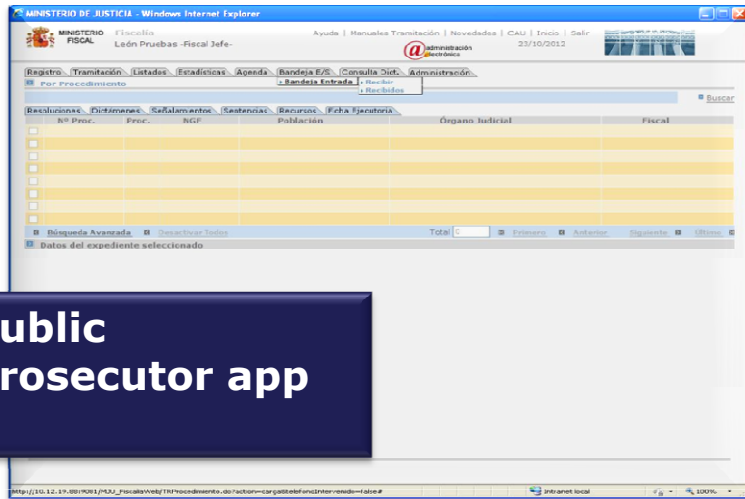 MINISTERIO DE JUSTICIA - Windows Internet Explorer
MINISTERIO FISCAL
Fiscalía
León Pruebas -Fiscal Jefe-
Ayuda | Manuales Tramitación | Novedades | CAU | Inicio | Salir
23/10/2012
administración electrónica
Registro Tramitación Listados Estadísticas Agenda Bandeja E/S Consulta Dict. Administración
Por Procedimiento
Bandeja Entrada
Recibir
Recibidos
Buscar
Resoluciones Dictámenes Señalamientos Sentencias Recursos Ficha Ejecutoria
Nº Proc. Proc. NGF Población Órgano Judicial Fiscal
Búsqueda Avanzada Desactivar Todos Total Primero Anterior Siguiente Último
Datos del expediente seleccionado
ublic
rosecutor app
Intranet local
100%